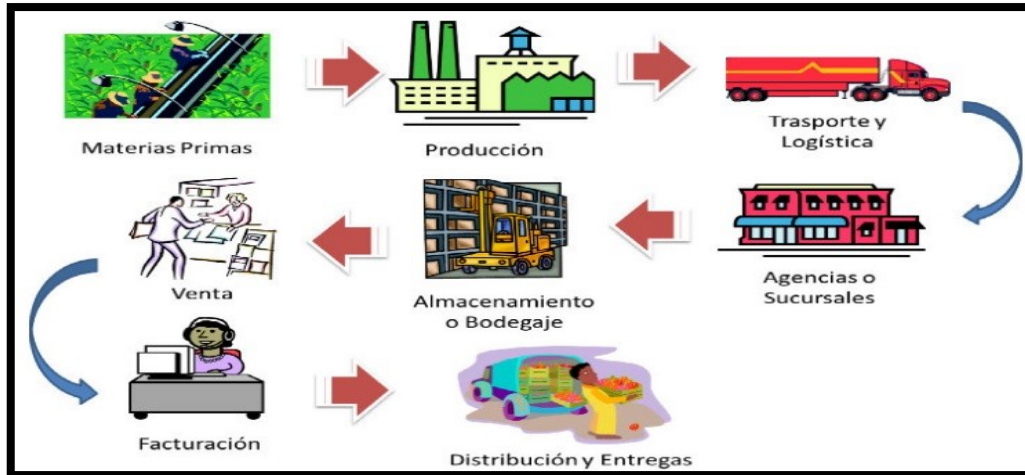 Materias Primas
Producción
Trasporte y
Logística
Agencias o
Sucursales
Almacenamiento
o Bodegaje
Venta
Facturación
Distribución y Entregas